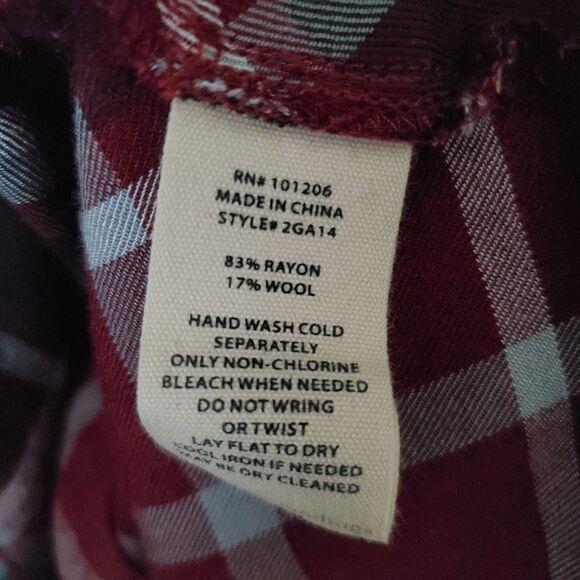 RN# 101206
MADE IN CHINA
STYLE# 2GA14
83% RAYON
17% WOOL
HAND WASH COLD
SEPARATELY
ONLY NON-CHLORINE
BLEACH WHEN NEEDED
DO NOT WRING
OR TWIST
LAY FLAT TO DRY
COOL IRON IF NEEDED
MAY BE DRY CLEANED